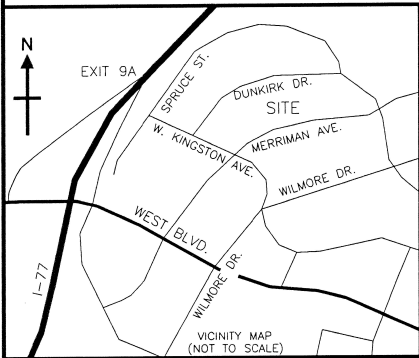 N
EXIT 9A
SPRUCE ST.
DUNKIRK DR.
SITE
W. KINGSTON AVE.
MERRIMAN AVE.
WILMORE DR.
WEST BLVD.
I-77
WILMORE DR.
VICINITY MAP
(NOT TO SCALE)